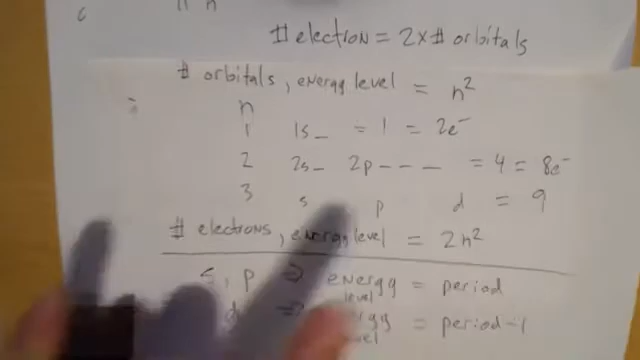 # election = 2x# orbitals
# orbitals, energy level = n²
n
1 1s_ = 1 = 2e⁻
2 2s_ 2p _ _ _ = 4 = 8e⁻
3 s p d = 9
# electrons, energy level = 2n²
s, p ⇒ energy level = period
d ⇒ level = period-1